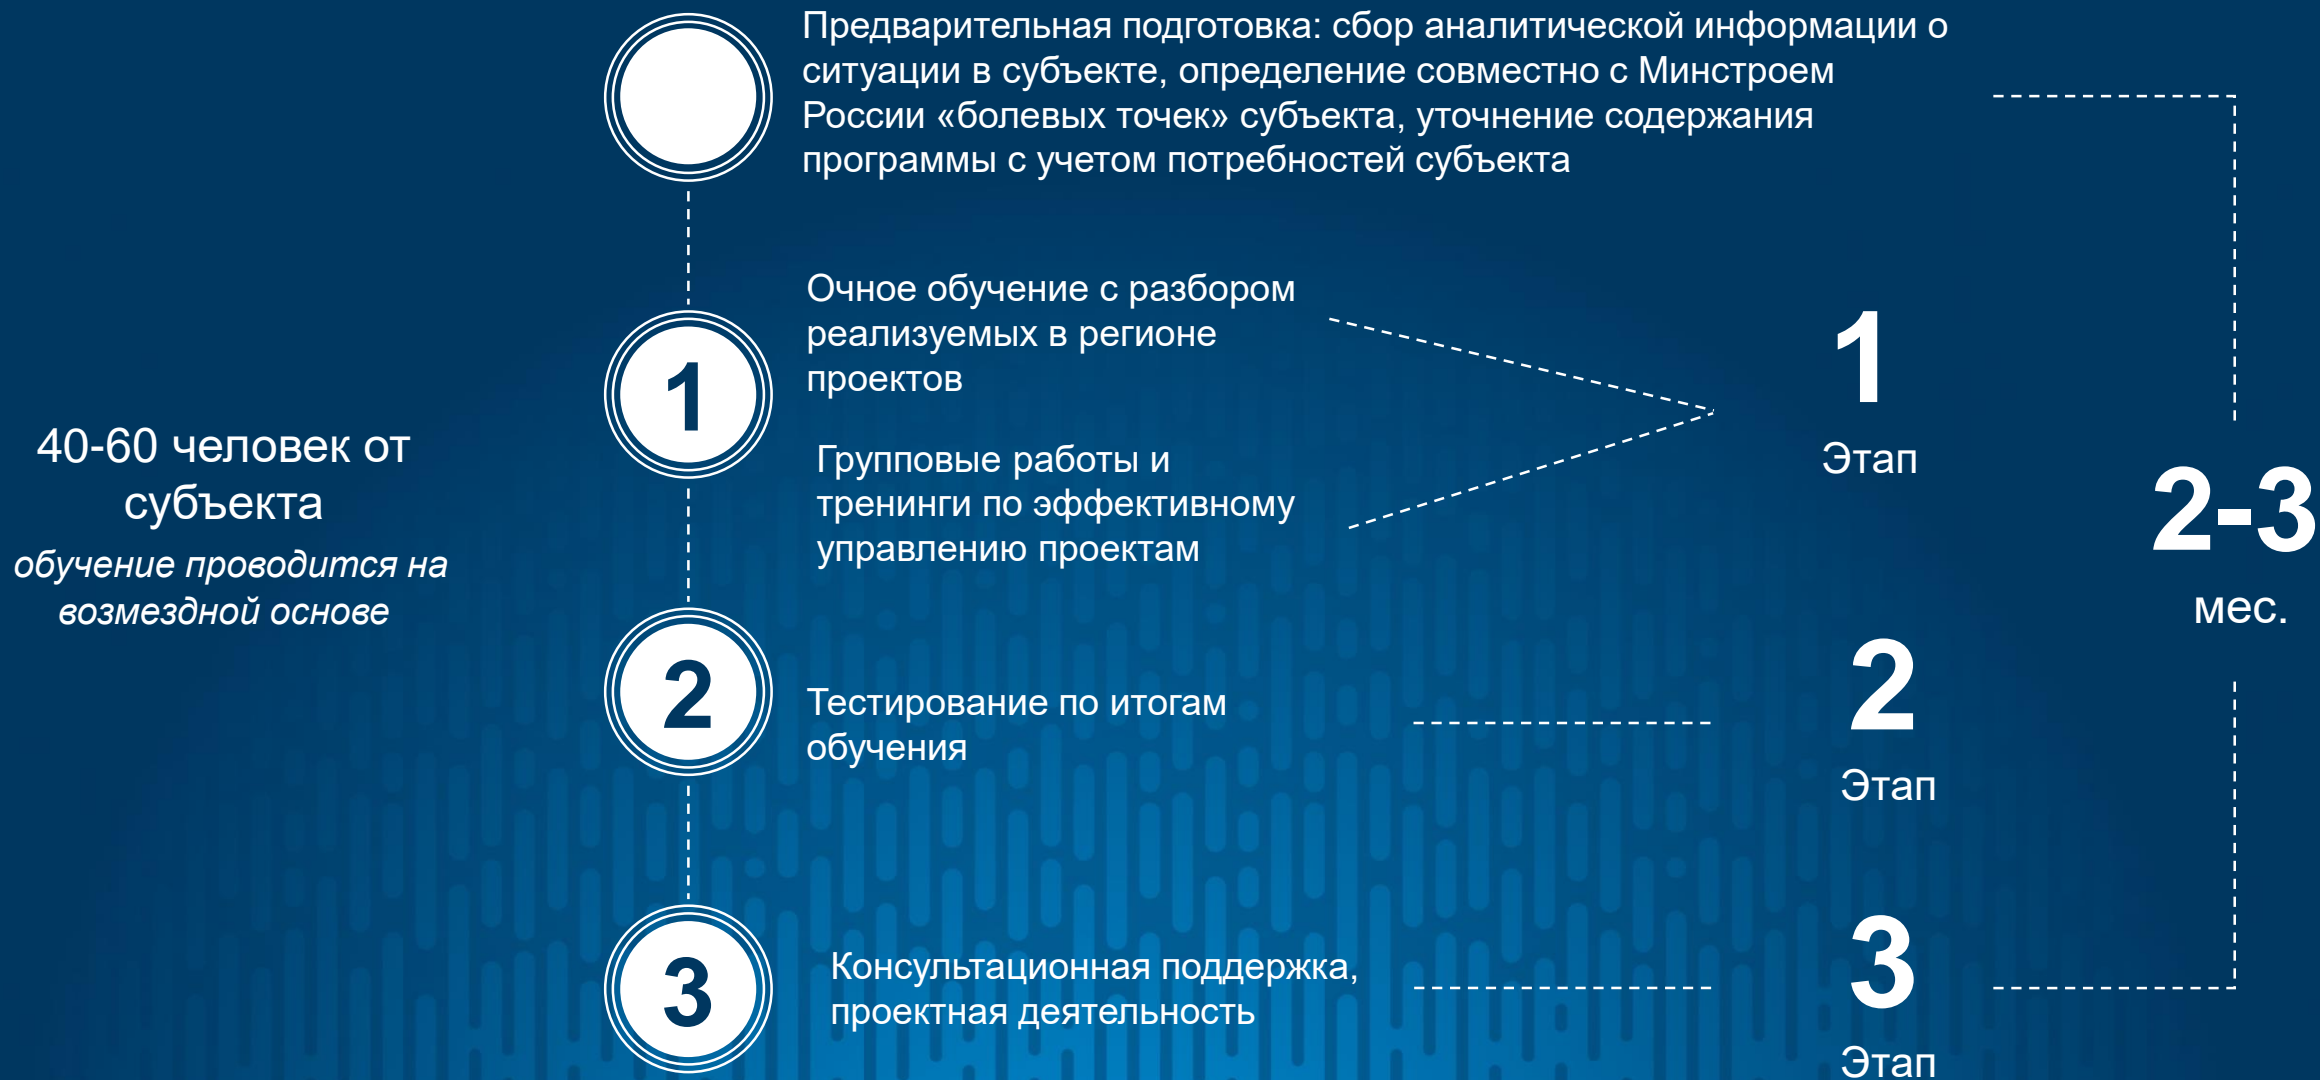 Предварительная подготовка: сбор аналитической информации о
ситуации в субъекте, определение совместно с Минстроем
России «болевых точек» субъекта, уточнение содержания
программы с учетом потребностей субъекта
40-60 человек от
субъекта
обучение проводится на
возмездной основе
1
Очное обучение с разбором
реализуемых в регионе
проектов
Групповые работы и
тренинги по эффективному
управлению проектам
1
Этап
2
Тестирование по итогам
обучения
2
Этап
3
Консультационная поддержка,
проектная деятельность
3
Этап
2-3
мес.